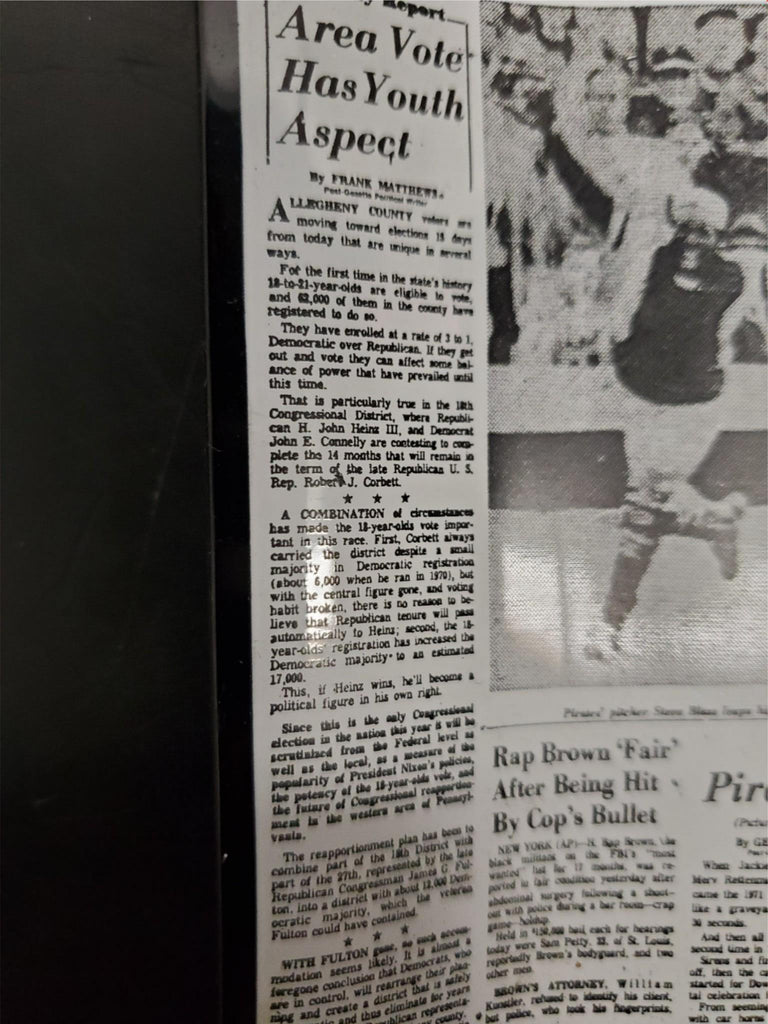 Report
Area Vote
Has Youth
Aspect
By FRANK MATTHEWS
Post-Gazette Political Writer
ALLEGHENY COUNTY voters are
moving toward elections 15 days
from today that are unique in several
ways.
For the first time in the state's history
18-to-21-year-olds are eligible to vote,
and 62,000 of them in the county have
registered to do so.
They have enrolled at a rate of 3 to 1,
Democratic over Republican. If they get
out and vote they can affect some bal-
ance of power that have prevailed until
this time.
That is particularly true in the 18th
Congressional District, where Republi-
can H. John Heinz III, and Democrat
John E. Connelly are contesting to com-
plete the 14 months that will remain in
the term of the late Republican U. S.
Rep. Robert J. Corbett.
★ ★ ★
A COMBINATION of circumstances
has made the 18-year-olds vote impor-
tant in this race. First, Corbett always
carried the district despite a small
majority in Democratic registration
(about 6,000 when he ran in 1970), but
with the central figure gone, and voting
habit broken, there is no reason to be-
lieve that Republican tenure will pass
automatically to Heinz; second, the 18-
year-olds' registration has increased the
Democratic majority to an estimated
17,000.
This, if Heinz wins, he'll become a
political figure in his own right.
Since this is the only Congressional
election in the nation this year it will be
scrutinized from the Federal level as
well as the local, as a measure of the
popularity of President Nixon's policies,
the potency of the 18-year-olds vote, and
the future of Congressional reapportion-
ment in the western area of Pennsyl-
vania.
The reapportionment plan has been to
combine part of the 18th District with
part of the 27th, represented by the late
Republican Congressman James G. Ful-
ton, into a district with about 12,000 Dem-
ocratic majority, which the veteran
Fulton could have contained.
★ ★ ★
WITH FULTON gone, no such accom-
modation seems likely. It is almost a
foregone conclusion that Democrats, who
are in control, will rearrange their plan-
ning and create a district that is safely
and thus eliminate for years
Republican representa-
county.
Pirates' pitcher Steve Blass leaps
Rap Brown 'Fair'
After Being Hit
By Cop's Bullet
NEW YORK (AP)—H. Rap Brown, the
black militant on the FBI's "most
wanted" list for 17 months, was re-
ported in fair condition yesterday after
abdominal surgery following a shoot-
out with police during a bar room—crap
game holdup.
Held in $150,000 bail each for hearings
today were Sam Petty, 23, of St. Louis,
reportedly Brown's bodyguard, and two
other men.
BROWN'S ATTORNEY, William
Kunstler, refused to identify his client,
but police, who took his fingerprints,
Pir
By GE
When Jackie
Merv Rettenm
came the 1971
like a graveya
30 seconds.
And then all
second time in
Sirens and fi
off, then the c
started for Dow
tal celebration
From seeming
with car horns